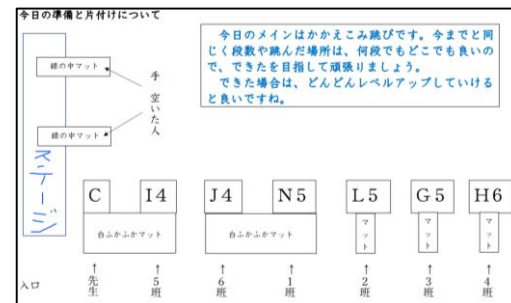 今日の準備と片付けについて
今日のメインはかかえこみ跳びです。今までと同
じく段数や跳んだ場所は、何段でもどこでも良いの
で、できたを目指して頑張りましょう。
できた場合は、どんどんレベルアップしていける
と良いですね。
緑の中マット
手 空いた人
緑の中マット
ステージ
C
I4
J4
N5
L5
G5
H6
白ふかふかマット
白ふかふかマット
マット
マット
マット
入口
↑先生
↑5班
↑6班
↑1班
↑2班
↑3班
↑4班